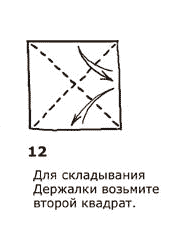 12
Для складывания
Держалки возьмите
второй квадрат.